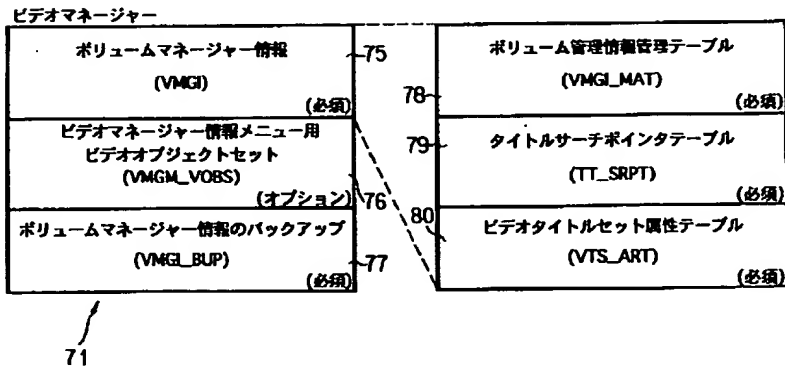 ビデオマネージャー
ボリュームマネージャー情報
(VMGI)
(必須)
75
ビデオマネージャー情報メニュー用
ビデオオブジェクトセット
(VMGM_VOBS)
(オプション)
76
ボリュームマネージャー情報のバックアップ
(VMGI_BUP)
(必須)
77
71
ボリューム管理情報管理テーブル
(VMGI_MAT)
(必須)
78
タイトルサーチポインタテーブル
(TT_SRPT)
(必須)
79
ビデオタイトルセット属性テーブル
(VTS_ART)
(必須)
80